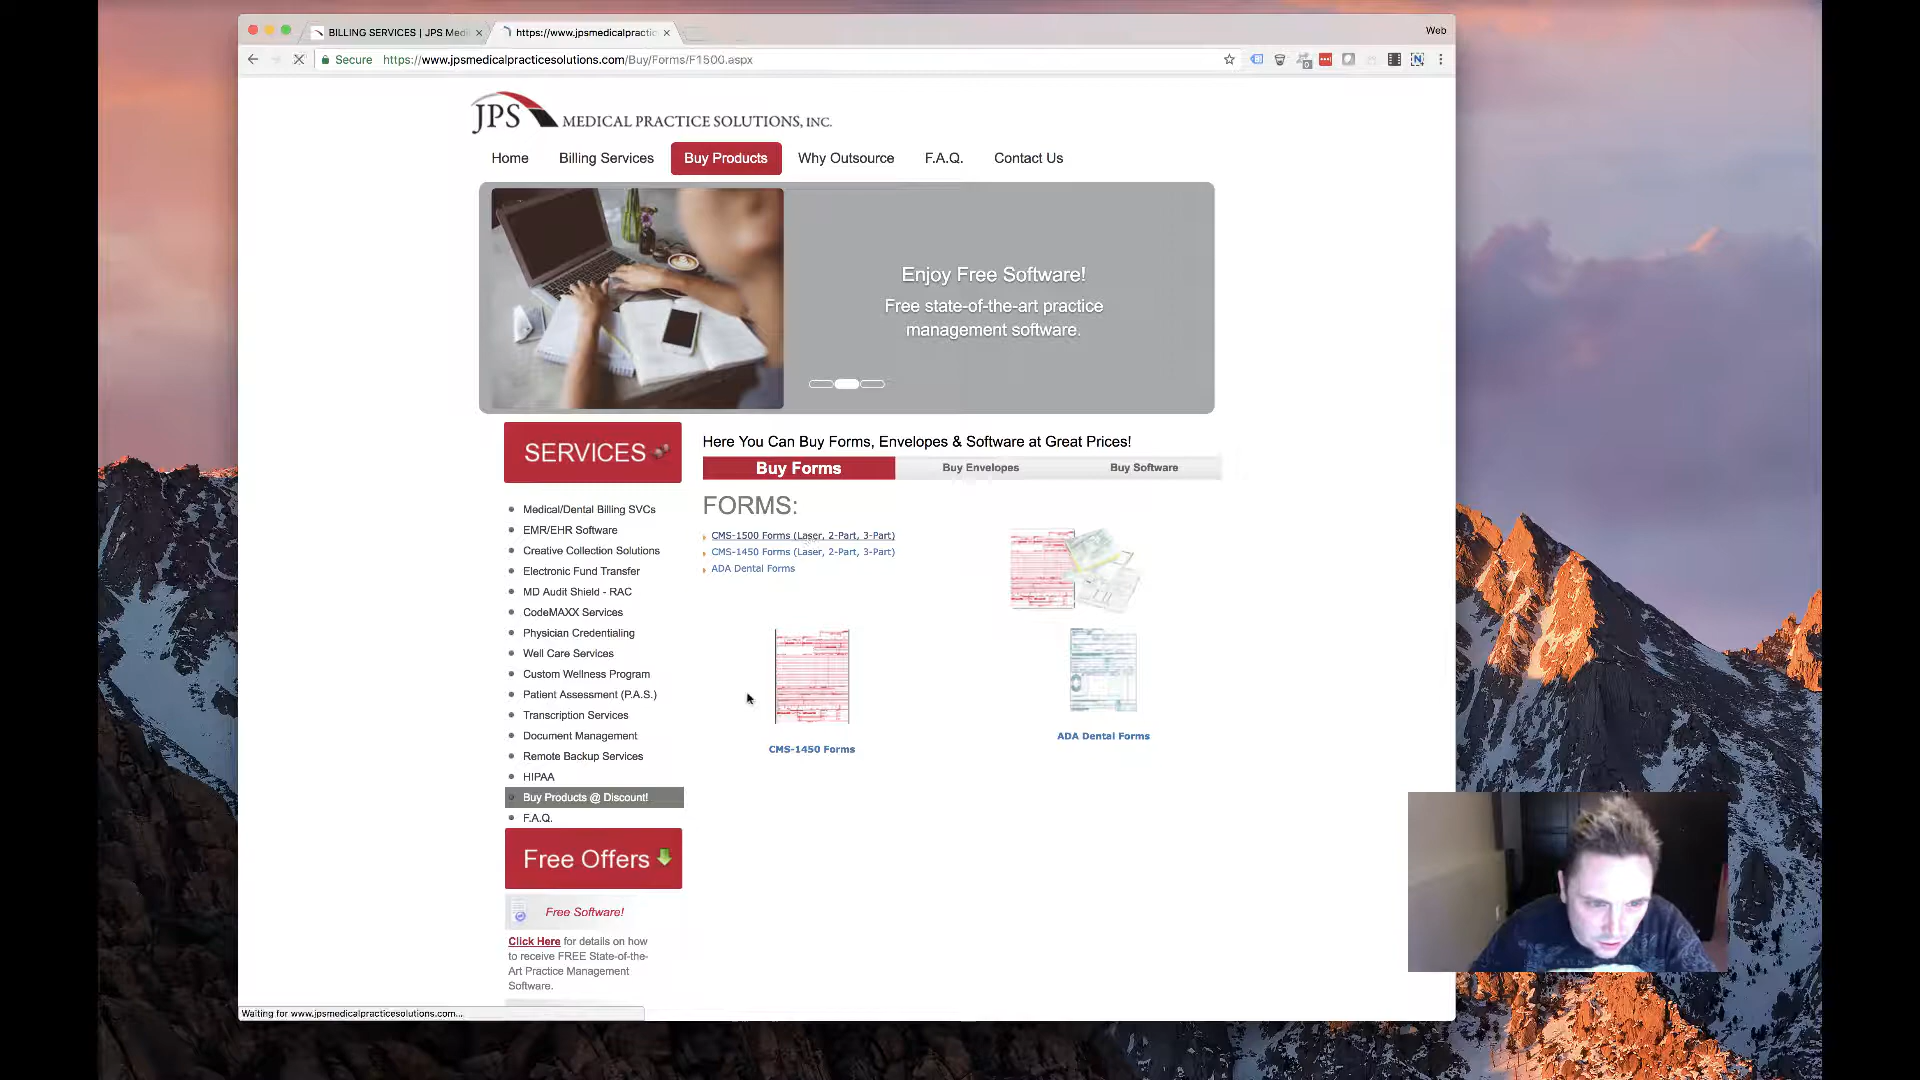 BILLING SERVICES | JPS Med
https://www.jpsmedicalpractic
Web
Secure https://www.jpsmedicalpracticesolutions.com/Buy/Forms/F1500.aspx
JPS MEDICAL PRACTICE SOLUTIONS, INC.
Home Billing Services Buy Products Why Outsource F.A.Q. Contact Us
Enjoy Free Software!
Free state-of-the-art practice
management software.
SERVICES
Medical/Dental Billing SVCs
EMR/EHR Software
Creative Collection Solutions
Electronic Fund Transfer
MD Audit Shield - RAC
CodeMAXX Services
Physician Credentialing
Well Care Services
Custom Wellness Program
Patient Assessment (P.A.S.)
Transcription Services
Document Management
Remote Backup Services
HIPAA
Buy Products @ Discount!
F.A.Q.
Free Offers
Free Software!
Click Here for details on how
to receive FREE State-of-the-
Art Practice Management
Software.
Here You Can Buy Forms, Envelopes & Software at Great Prices!
Buy Forms Buy Envelopes Buy Software
FORMS:
CMS-1500 Forms (Laser, 2-Part, 3-Part)
CMS-1450 Forms (Laser, 2-Part, 3-Part)
ADA Dental Forms
CMS-1450 Forms
ADA Dental Forms
Waiting for www.jpsmedicalpracticesolutions.com...